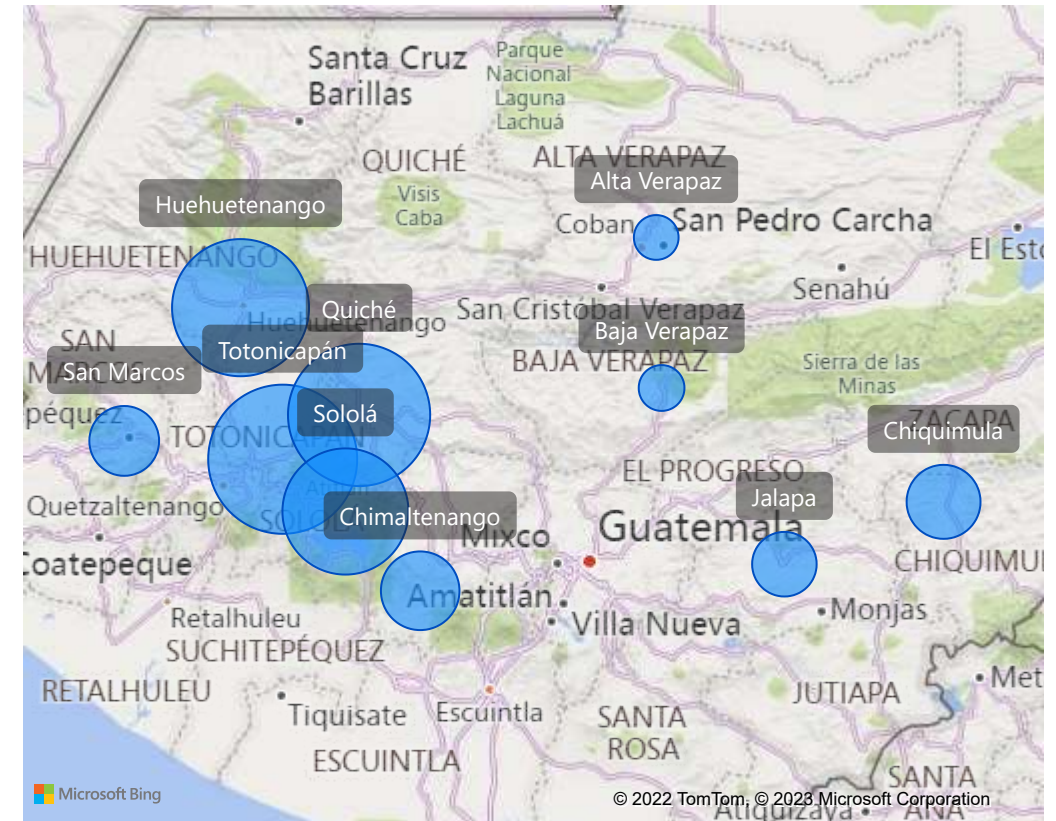 Santa Cruz
Barillas
Parque
Nacional
Laguna
Lachuá
QUICHÉ
ALTA VERAPAZ
Alta Verapaz
Visis
Caba
Huehuetenango
Coban
San Pedro Carcha
HUEHUETENANGO
Senahú
Quiché
Huehuetenango
San Cristóbal Verapaz
Baja Verapaz
SAN
Totonicapán
San Marcos
BAJA VERAPAZ
Sierra de las
Minas
péquez
Sololá
TOTONICAPÁN
ZACAPA
Chiquimula
EL PROGRESO
Quetzaltenango
Jalapa
Chimaltenango
Mixco
Guatemala
Coatepeque
CHIQUIMU
Amatitlán
Retalhuleu
Villa Nueva
Monjas
SUCHITEPÉQUEZ
RETALHULEU
JUTIAPA
Met
Tiquisate
Escuintla
SANTA
ROSA
ESCUINTLA
SANTA
ANA
Microsoft Bing
© 2022 TomTom, © 2023 Microsoft Corporation
Atiquizaya